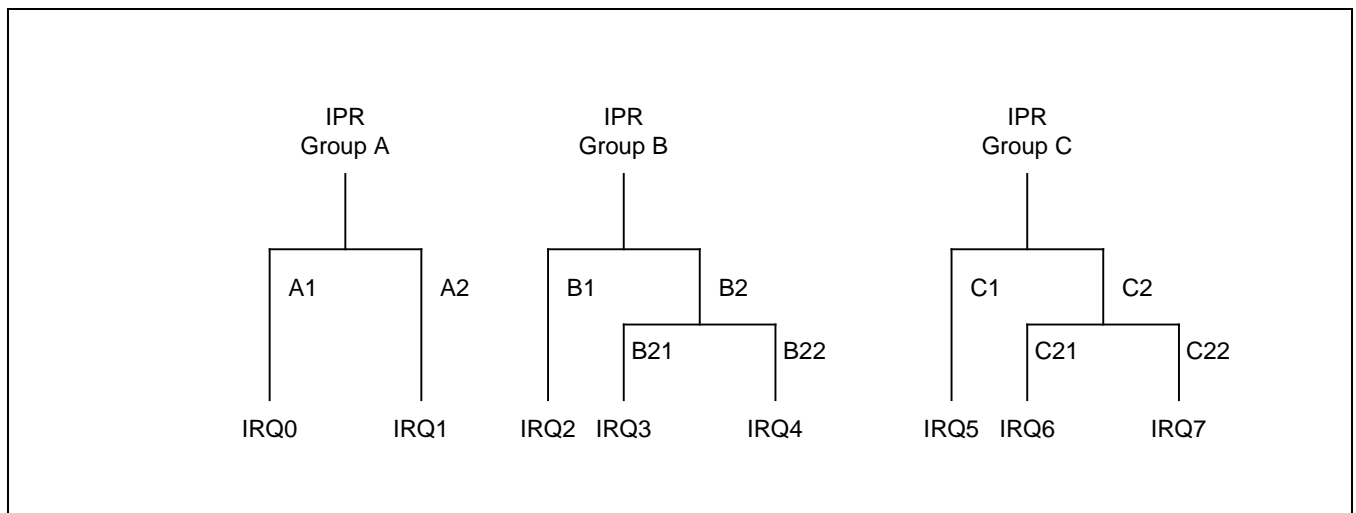 IPR IPR IPR
Group A Group B Group C
A1 A2 B1 B2 C1 C2
B21 B22 C21 C22
IRQ0 IRQ1 IRQ2 IRQ3 IRQ4 IRQ5 IRQ6 IRQ7